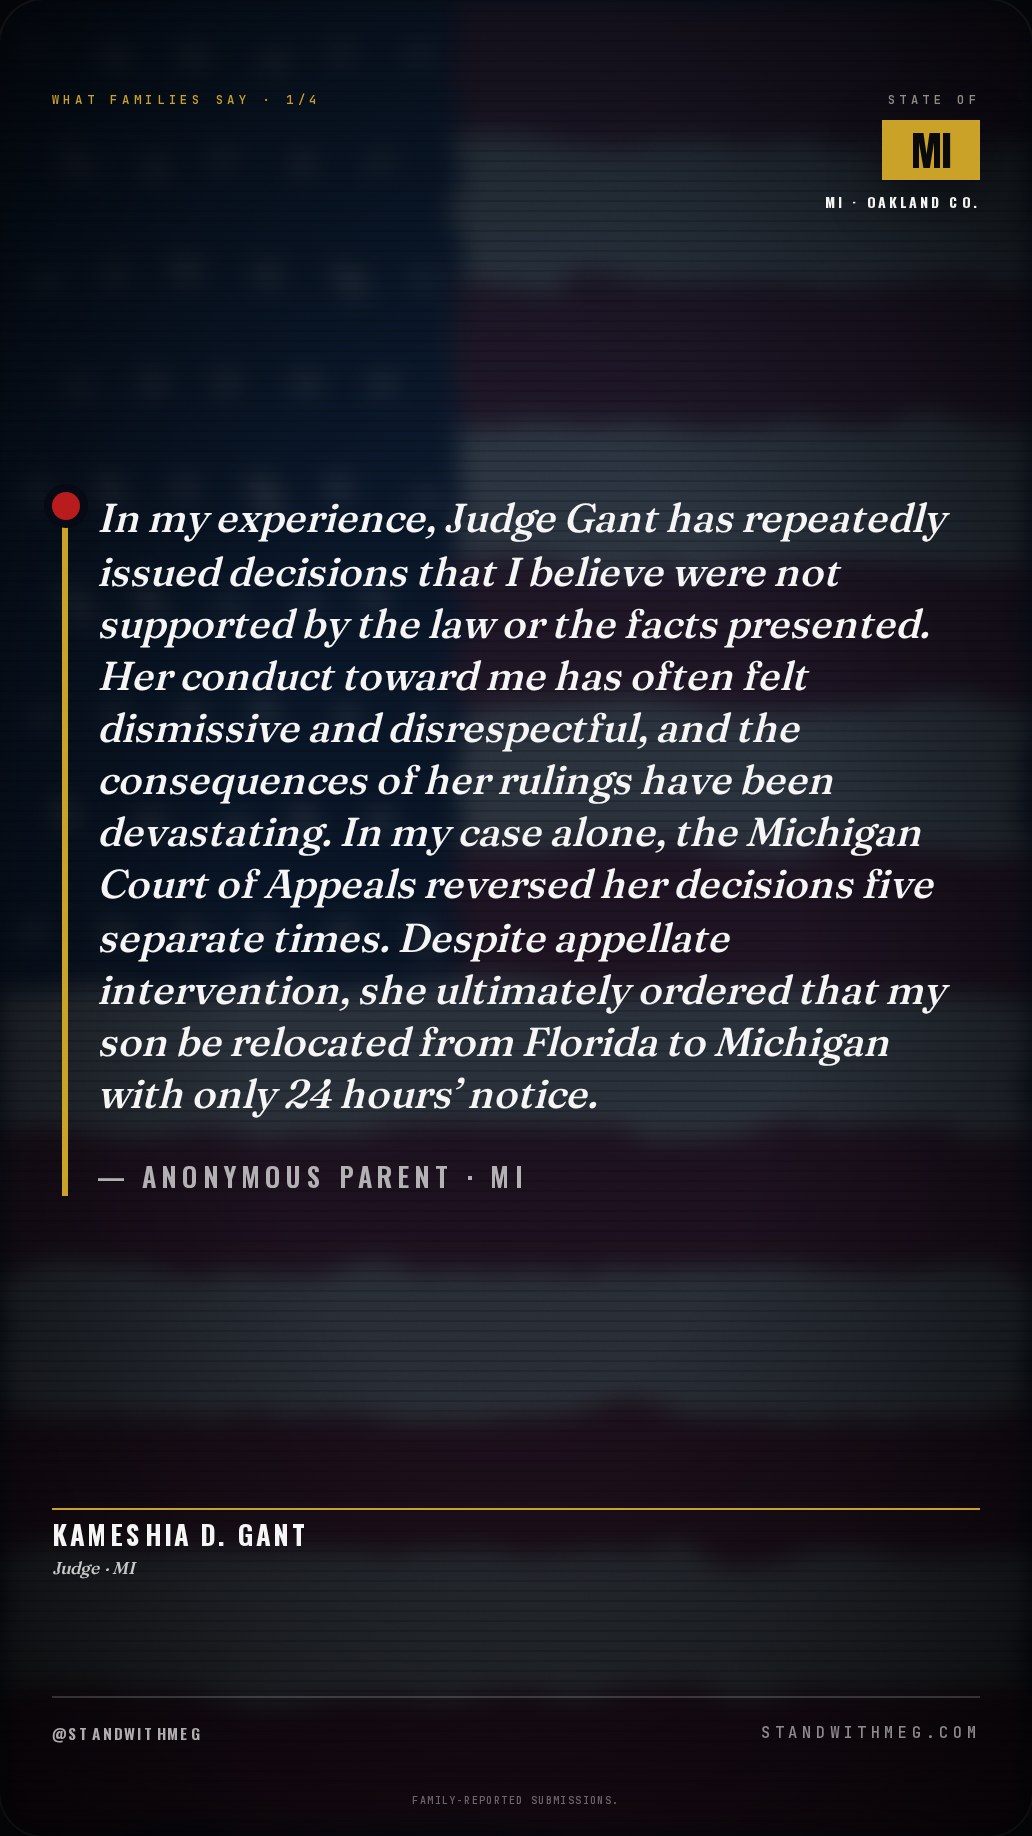 WHAT FAMILIES SAY · 1/4
STATE OF
MI
MI · OAKLAND CO.
In my experience, Judge Gant has repeatedly
issued decisions that I believe were not
supported by the law or the facts presented.
Her conduct toward me has often felt
dismissive and disrespectful, and the
consequences of her rulings have been
devastating. In my case alone, the Michigan
Court of Appeals reversed her decisions five
separate times. Despite appellate
intervention, she ultimately ordered that my
son be relocated from Florida to Michigan
with only 24 hours’ notice.
— ANONYMOUS PARENT · MI
KAMESHIA D. GANT
Judge · MI
@STANDWITHMEG
STANDWITHMEG.COM
FAMILY-REPORTED SUBMISSIONS.